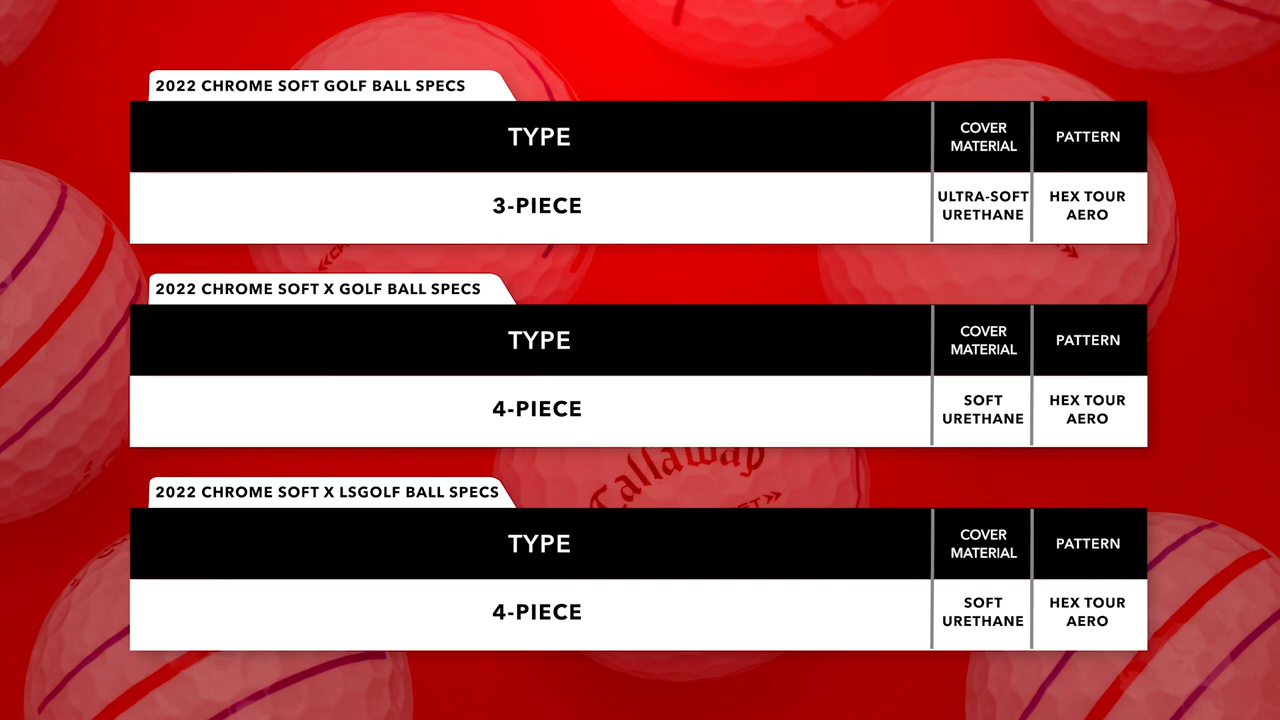 2022 CHROME SOFT GOLF BALL SPECS
TYPE
COVER
MATERIAL
PATTERN
3-PIECE
ULTRA-SOFT
URETHANE
HEX TOUR
AERO
2022 CHROME SOFT X GOLF BALL SPECS
TYPE
COVER
MATERIAL
PATTERN
4-PIECE
SOFT
URETHANE
HEX TOUR
AERO
Callaway
2022 CHROME SOFT X LSGOLF BALL SPECS
TYPE
COVER
MATERIAL
PATTERN
4-PIECE
SOFT
URETHANE
HEX TOUR
AERO